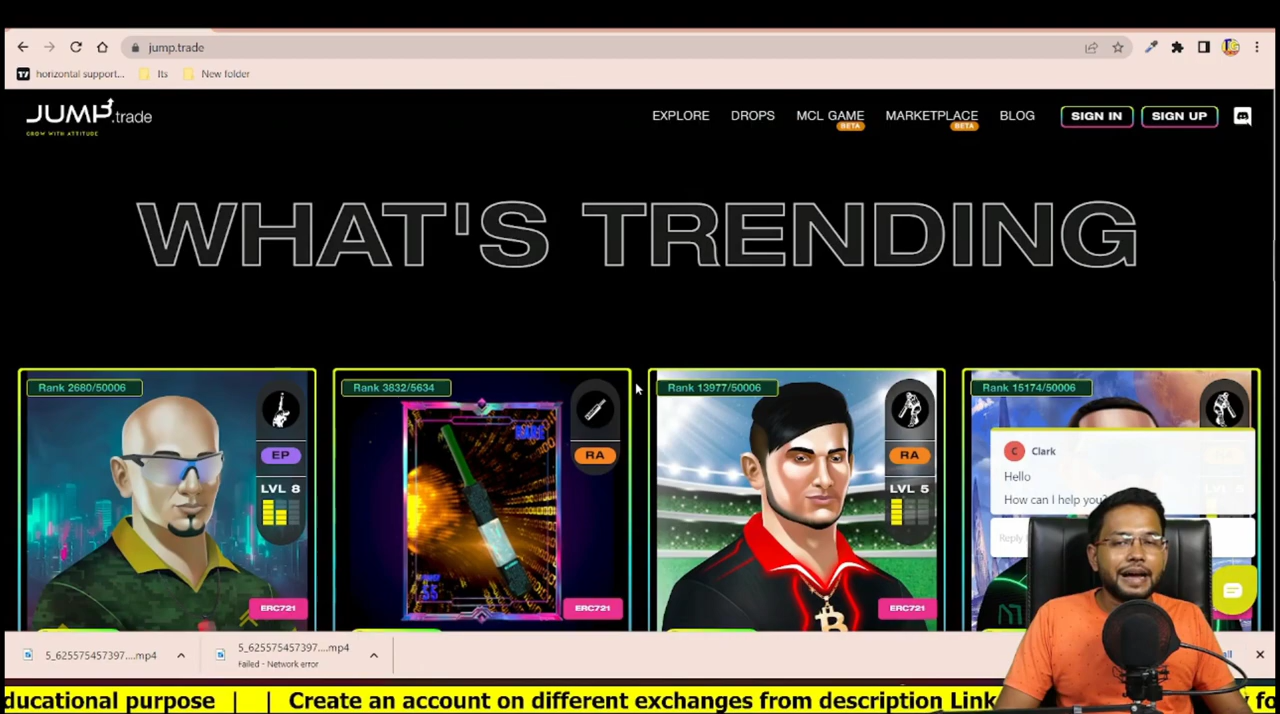 jump.trade
horizontal support...
Its
New folder
JUMP.trade
GROW WITH ATTITUDE
EXPLORE
DROPS
MCL GAME
BETA
MARKETPLACE
BETA
BLOG
SIGN IN
SIGN UP
WHAT'S TRENDING
Rank 2680/50006
EP
LVL 8
ERC721
Rank 3832/5634
RARE
RA
55
ERC721
Rank 13977/50006
RA
LVL 5
ERC721
Rank 15174/50006
C
Clark
Hello
How can I help you?
Reply
5_625575457397....mp4
5_625575457397....mp4
Failed - Network error
ducational purpose | | Create an account on different exchanges from description Link